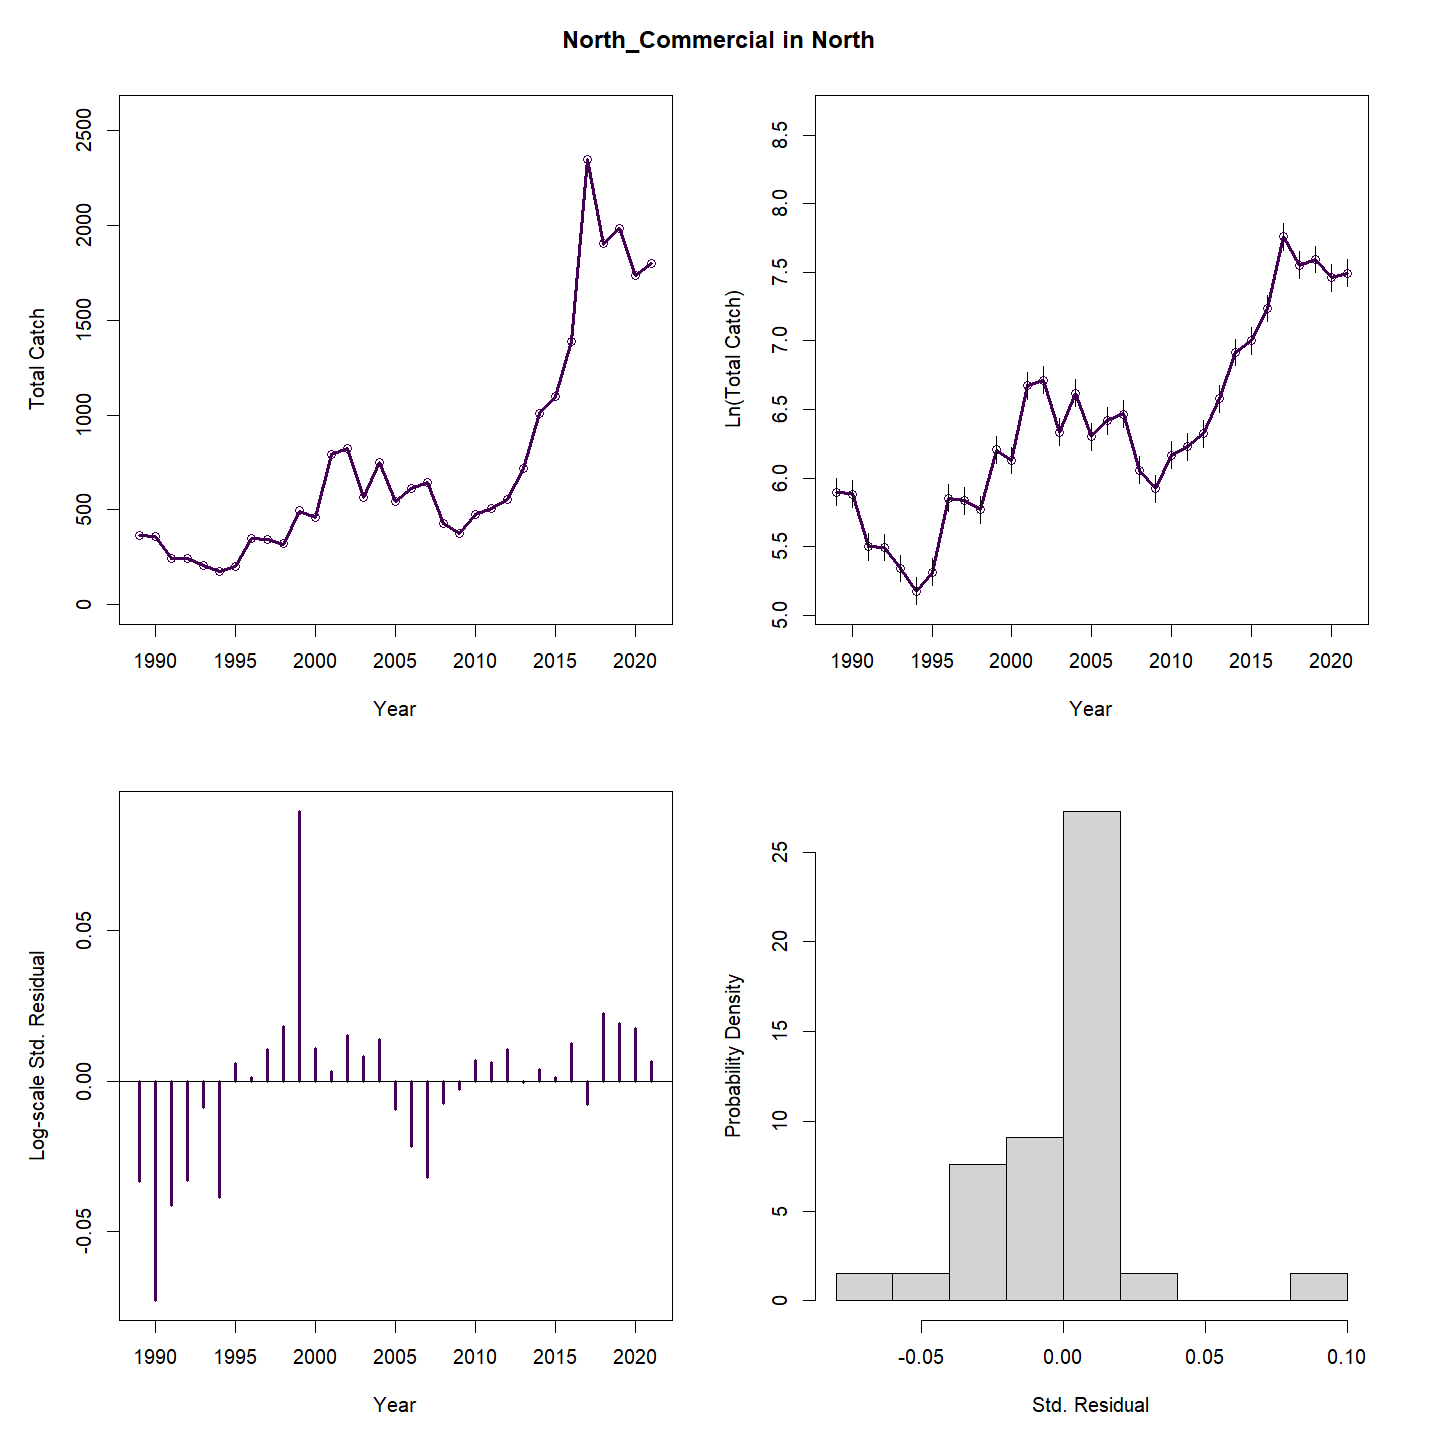 North_Commercial in North
Total Catch
2500
2000
1500
1000
500
0
1990 1995 2000 2005 2010 2015 2020
Year
Ln(Total Catch)
8.5
8.0
7.5
7.0
6.5
6.0
5.5
5.0
1990 1995 2000 2005 2010 2015 2020
Year
Log-scale Std. Residual
0.05
0.00
-0.05
1990 1995 2000 2005 2010 2015 2020
Year
Probability Density
25
20
15
10
5
0
-0.05 0.00 0.05 0.10
Std. Residual